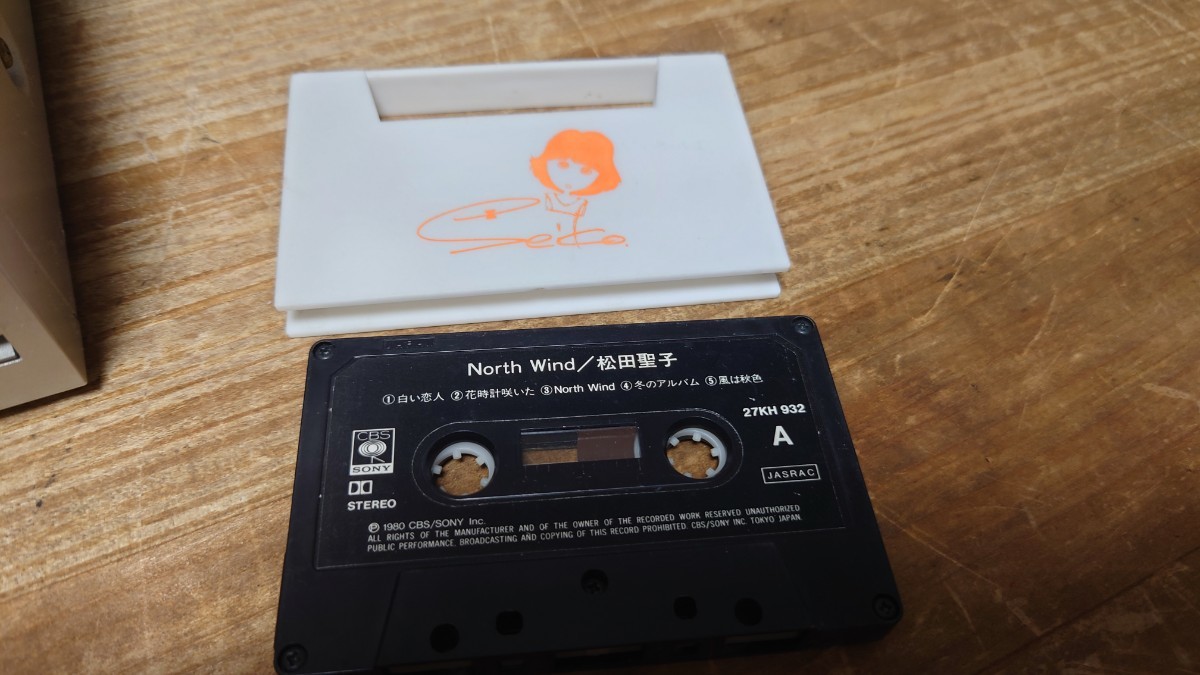 Seiko.
North Wind／松田聖子
①白い恋人 ②花時計咲いた ③North Wind ④冬のアルバム ⑤風は秋色
27KH 932
A
CBS
SONY
STEREO
JASRAC
Ⓟ1980 CBS/SONY Inc.
ALL RIGHTS OF THE MANUFACTURER AND OF THE OWNER OF THE RECORDED WORK RESERVED UNAUTHORIZED
PUBLIC PERFORMANCE. BROADCASTING AND COPYING OF THIS RECORD PROHIBITED. CBS/SONY INC. TOKYO JAPAN.